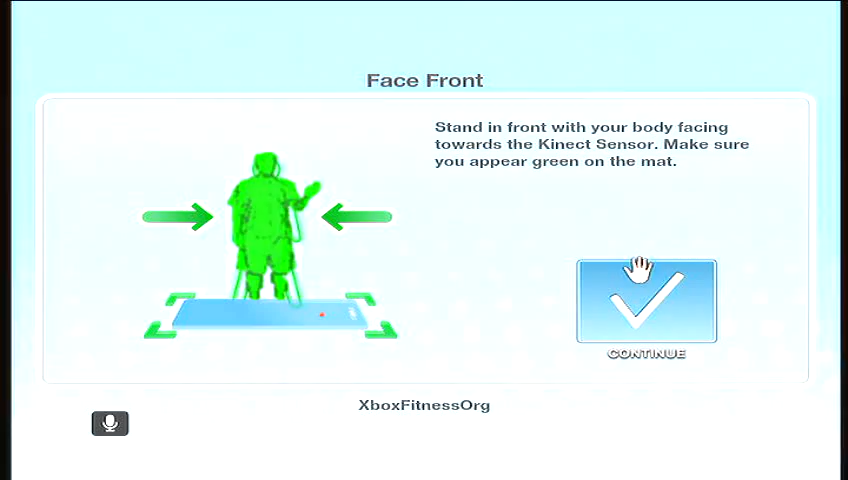 Face Front
Stand in front with your body facing
towards the Kinect Sensor. Make sure
you appear green on the mat.
CONTINUE
XboxFitnessOrg